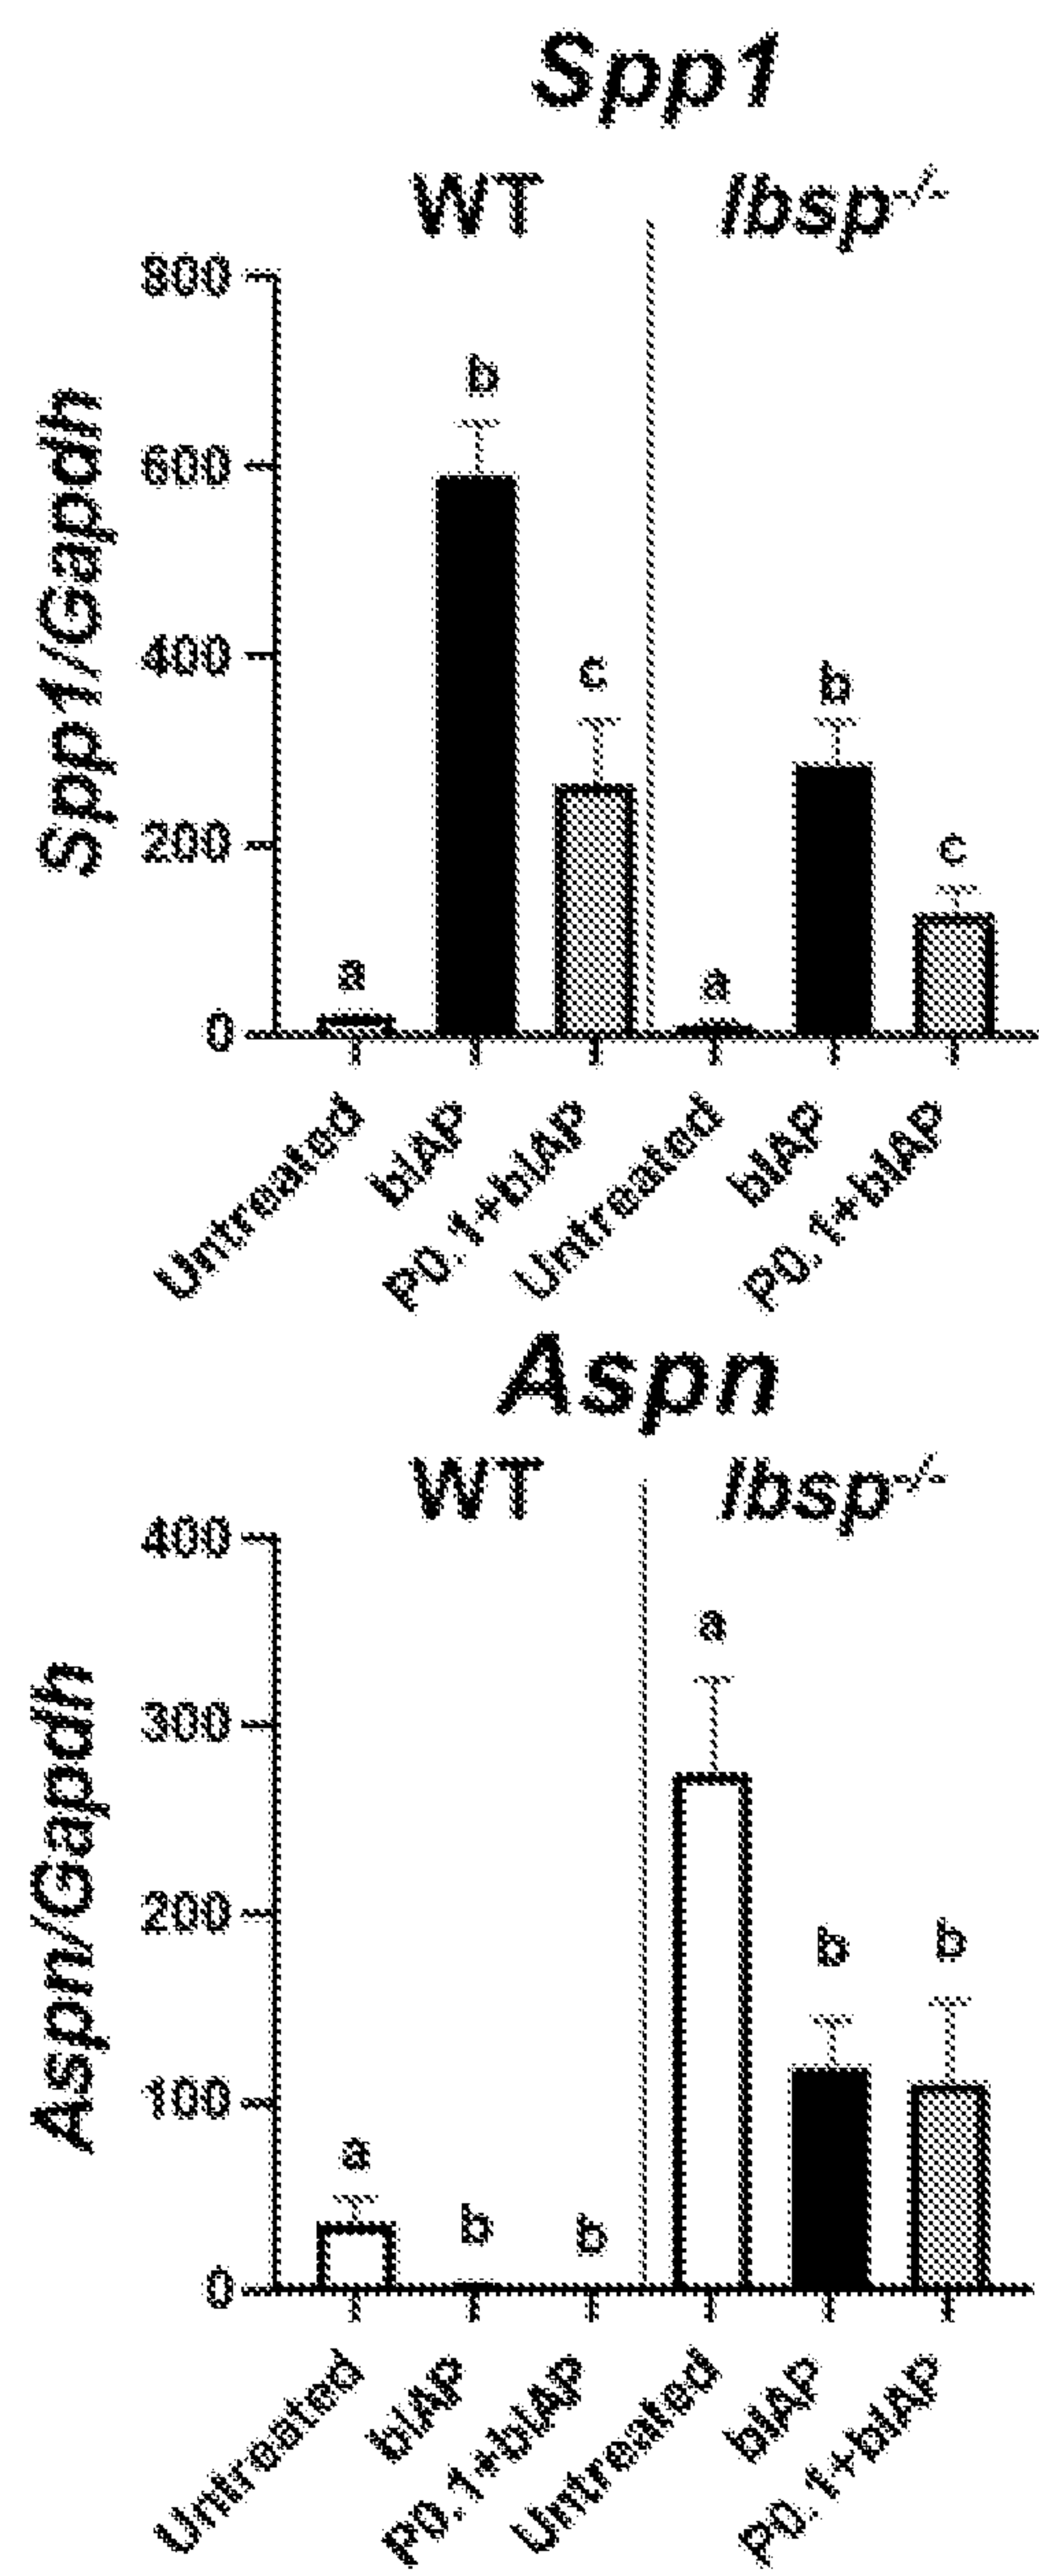 Spp1
WT Ibsp-/-
Spp1/Gapdh
800
600
400
200
0
b
c
b
c
a
a
Untreated
bIAP
P0.1+bIAP
Untreated
bIAP
P0.1+bIAP
Aspn
WT Ibsp-/-
Aspn/Gapdh
400
300
200
100
0
a
b
b
a
b
b
Untreated
bIAP
P0.1+bIAP
Untreated
bIAP
P0.1+bIAP